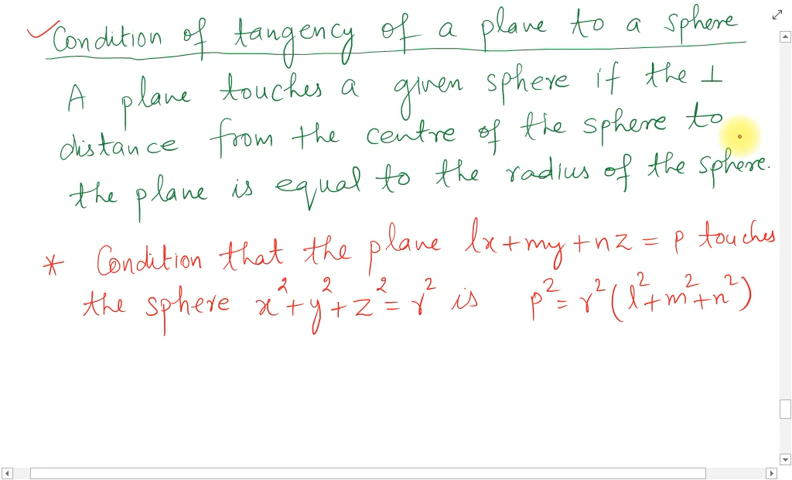 Condition of tangency of a plane to a sphere
A plane touches a given sphere if the ⊥
distance from the centre of the sphere to
the plane is equal to the radius of the sphere.
* Condition that the plane lx+my+nz = p touches
the sphere x²+y²+z²=r² is p²=r²(l²+m²+n²)